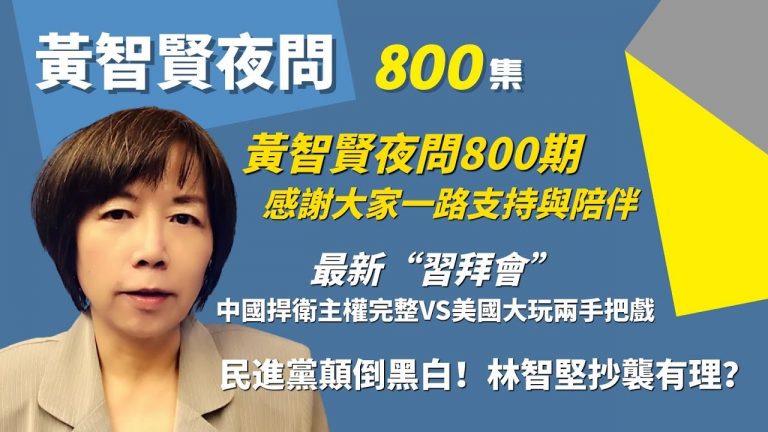 黃智賢夜問 800集
黃智賢夜問800期
感謝大家一路支持與陪伴
最新“習拜會”
中國捍衛主權完整VS美國大玩兩手把戲
民進黨顛倒黑白！林智堅抄襲有理？